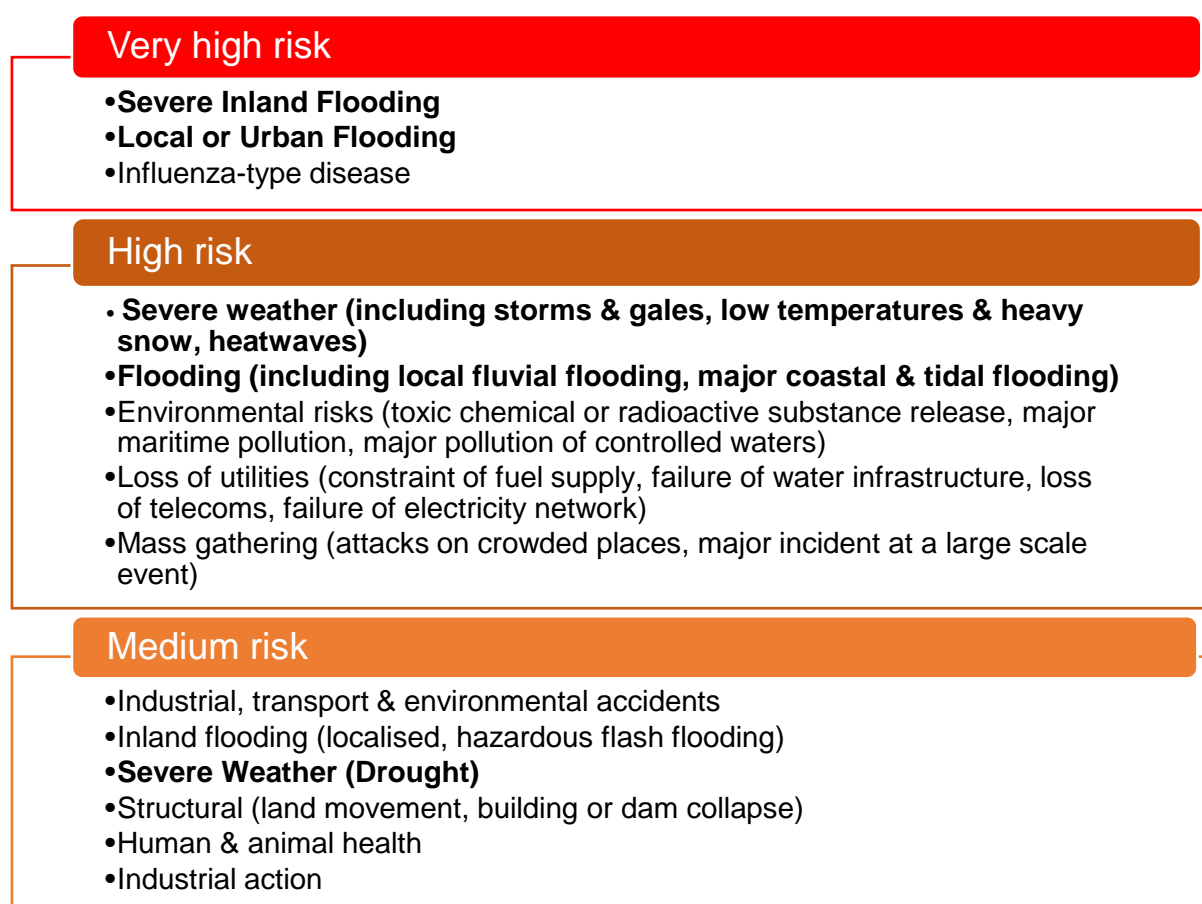 Very high risk
•Severe Inland Flooding
•Local or Urban Flooding
•Influenza-type disease
High risk
• Severe weather (including storms & gales, low temperatures & heavy
snow, heatwaves)
•Flooding (including local fluvial flooding, major coastal & tidal flooding)
•Environmental risks (toxic chemical or radioactive substance release, major
maritime pollution, major pollution of controlled waters)
•Loss of utilities (constraint of fuel supply, failure of water infrastructure, loss
of telecoms, failure of electricity network)
•Mass gathering (attacks on crowded places, major incident at a large scale
event)
Medium risk
•Industrial, transport & environmental accidents
•Inland flooding (localised, hazardous flash flooding)
•Severe Weather (Drought)
•Structural (land movement, building or dam collapse)
•Human & animal health
•Industrial action